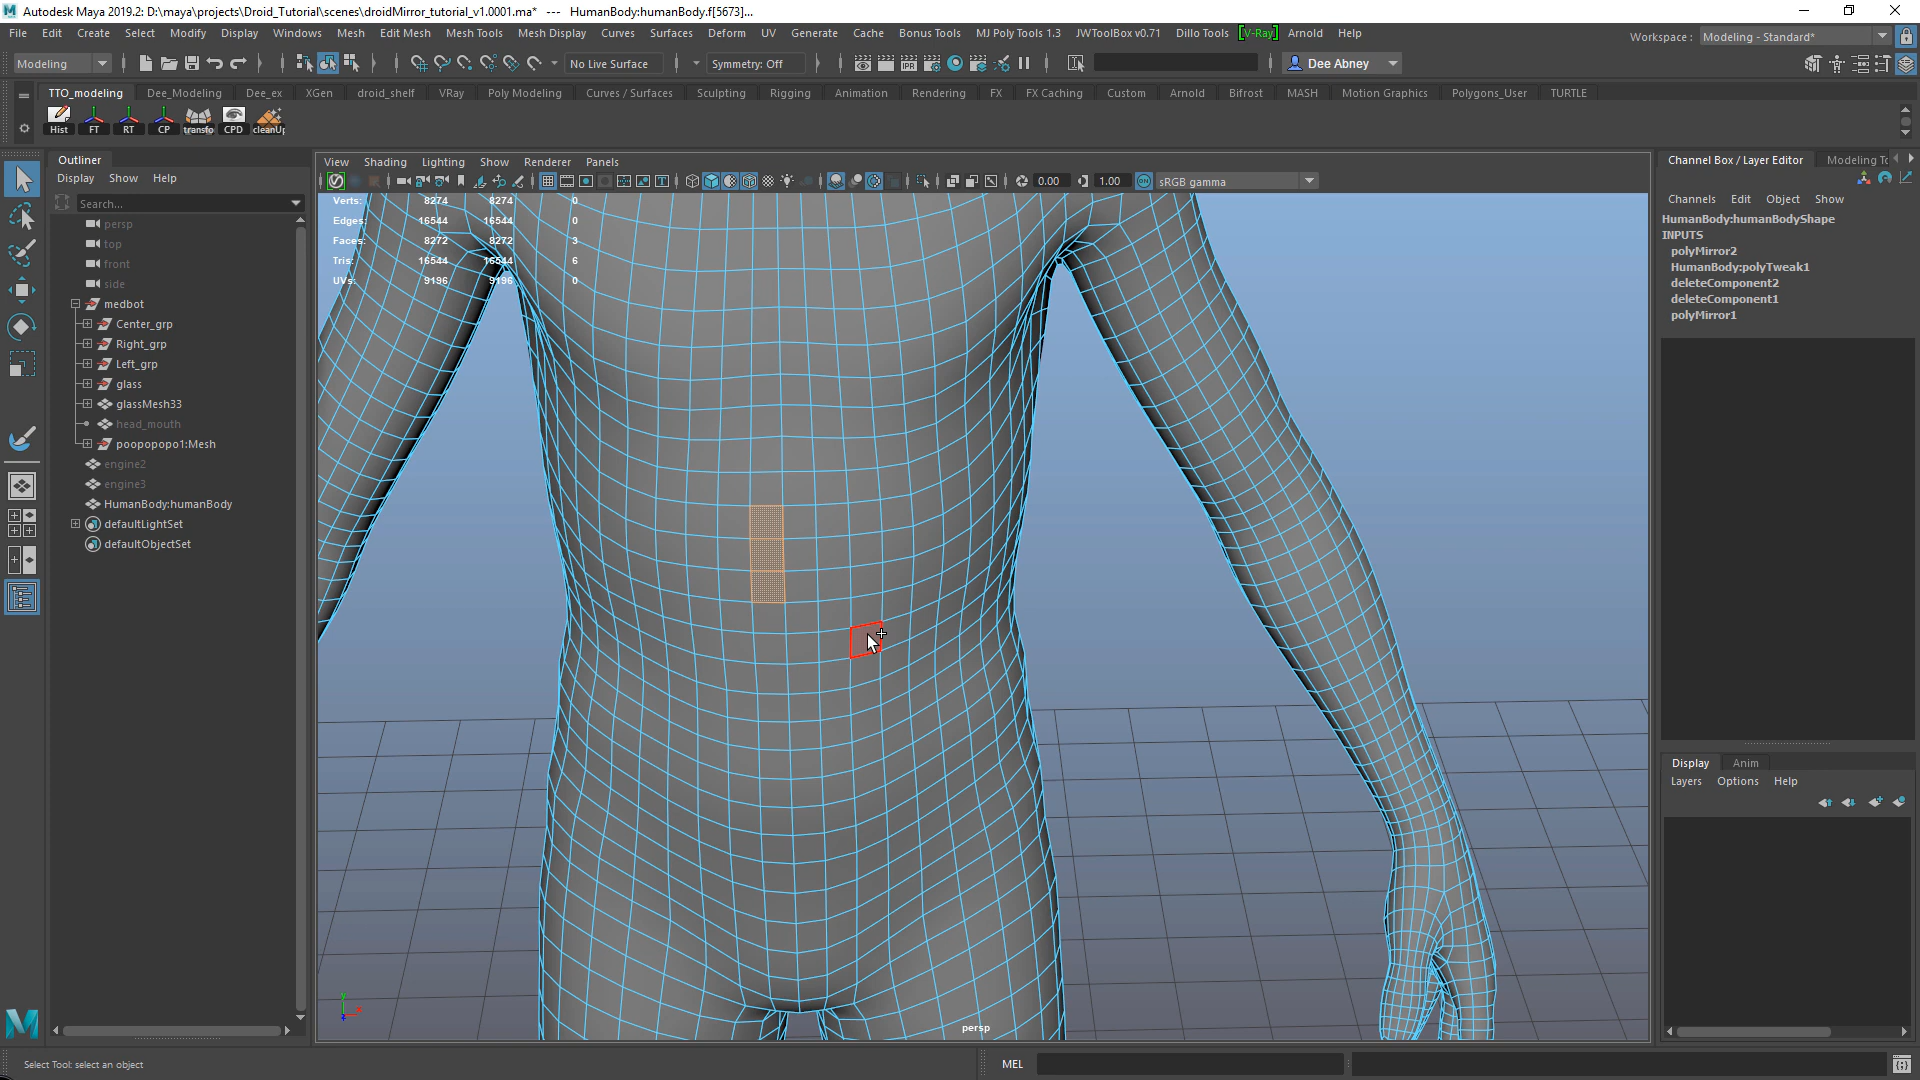 Autodesk Maya 2019.2: D:\maya\projects\Droid_Tutorial\scenes\droidMirror_tutorial_v1.0001.ma* --- HumanBody:humanBody.f[5673]...
File Edit Create Select Modify Display Windows Mesh Edit Mesh Mesh Tools Mesh Display Curves Surfaces Deform UV Generate Cache Bonus Tools MJ Poly Tools 1.3 JWToolBox v0.71 Dillo Tools [V-Ray] Arnold Help
Workspace : Modeling - Standard*
Modeling No Live Surface Symmetry: Off IPR Dee Abney
TTO_modeling Dee_Modeling Dee_ex XGen droid_shelf VRay Poly Modeling Curves / Surfaces Sculpting Rigging Animation Rendering FX FX Caching Custom Arnold Bifrost MASH Motion Graphics Polygons_User TURTLE
Hist FT RT CP transfo CPD cleanU
Outliner
Display Show Help
Search...
persp
top
front
side
medbot
Center_grp
Right_grp
Left_grp
glass
glassMesh33
head_mouth
poopopopo1:Mesh
engine2
engine3
HumanBody:humanBody
defaultLightSet
defaultObjectSet
View Shading Lighting Show Renderer Panels
0.00 1.00 ON sRGB gamma
Verts: 8274 8274 0
Edges: 16544 16544 0
Faces: 8272 8272 3
Tris: 16544 16544 6
UVs: 9196 9196 0
persp
Channel Box / Layer Editor Modeling To
Channels Edit Object Show
HumanBody:humanBodyShape
INPUTS
polyMirror2
HumanBody:polyTweak1
deleteComponent2
deleteComponent1
polyMirror1
Display Anim
Layers Options Help
Select Tool: select an object
MEL